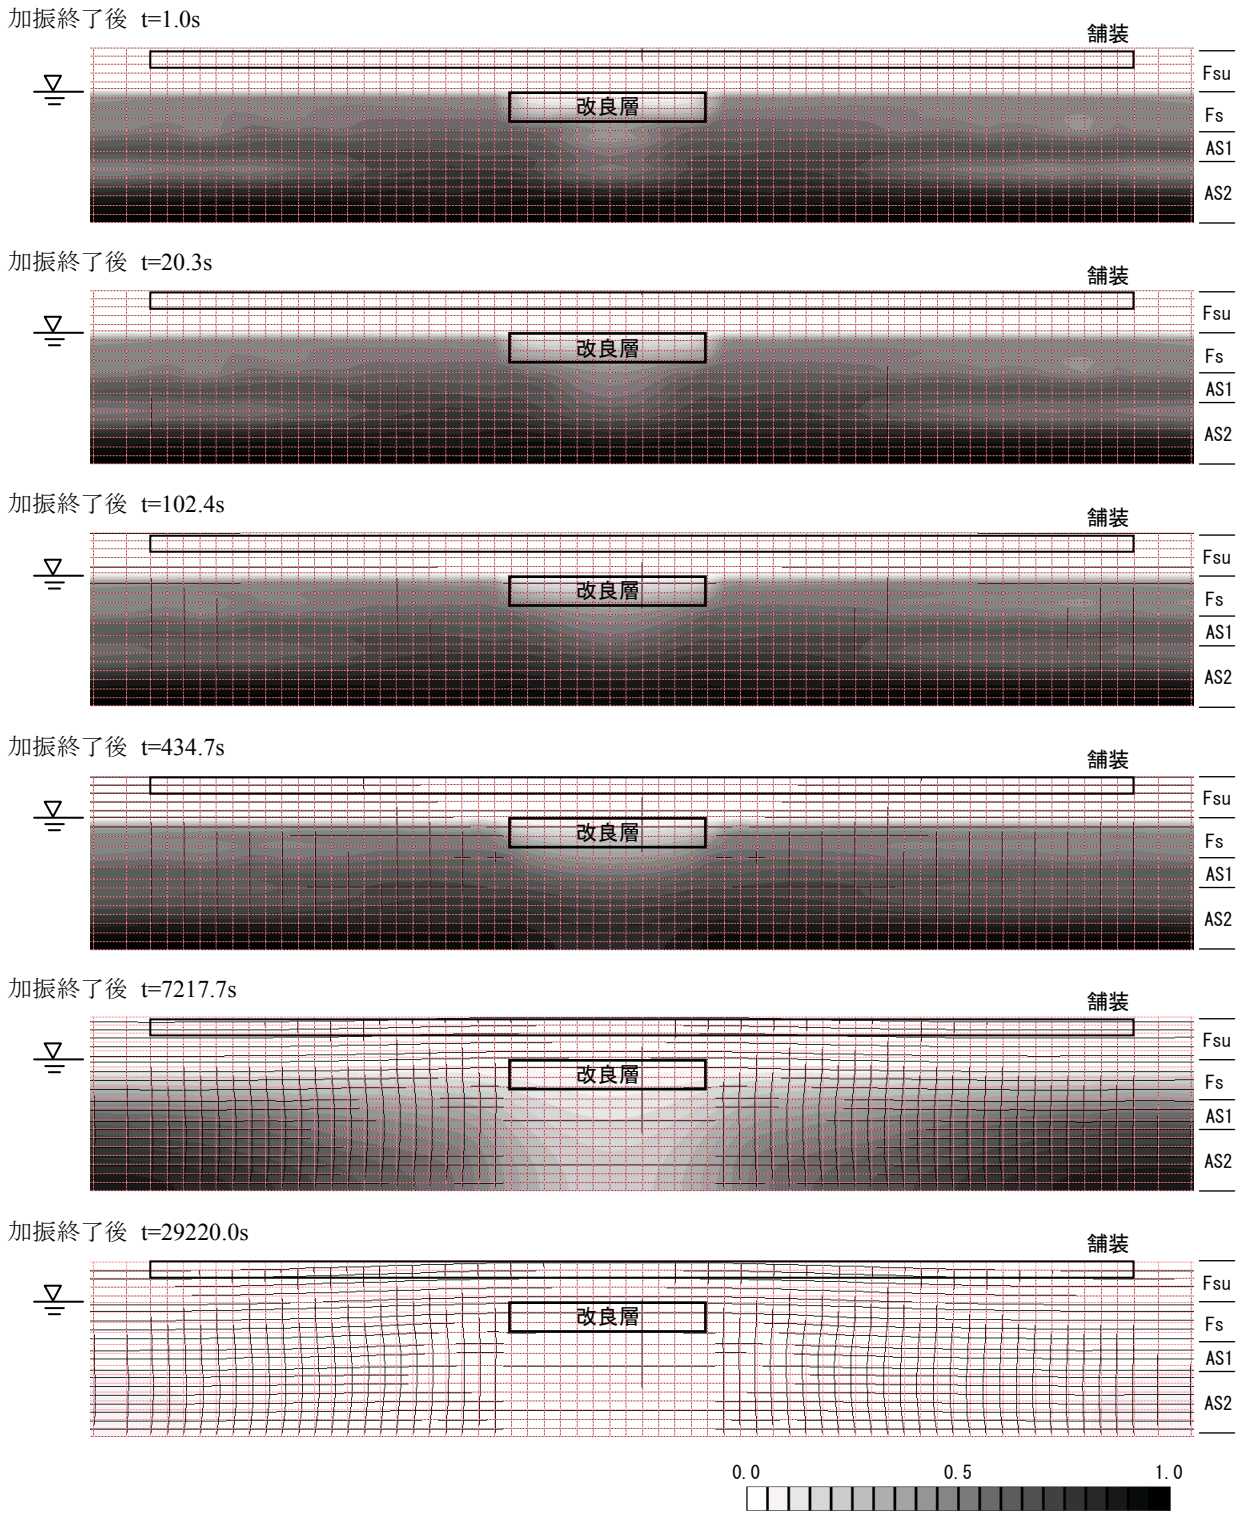 加振終了後 t=1.0s
舗装
Fsu
改良層
Fs
AS1
AS2
加振終了後 t=20.3s
舗装
Fsu
改良層
Fs
AS1
AS2
加振終了後 t=102.4s
舗装
Fsu
改良層
Fs
AS1
AS2
加振終了後 t=434.7s
舗装
Fsu
改良層
Fs
AS1
AS2
加振終了後 t=7217.7s
舗装
Fsu
改良層
Fs
AS1
AS2
加振終了後 t=29220.0s
舗装
Fsu
改良層
Fs
AS1
AS2
0.0 0.5 1.0